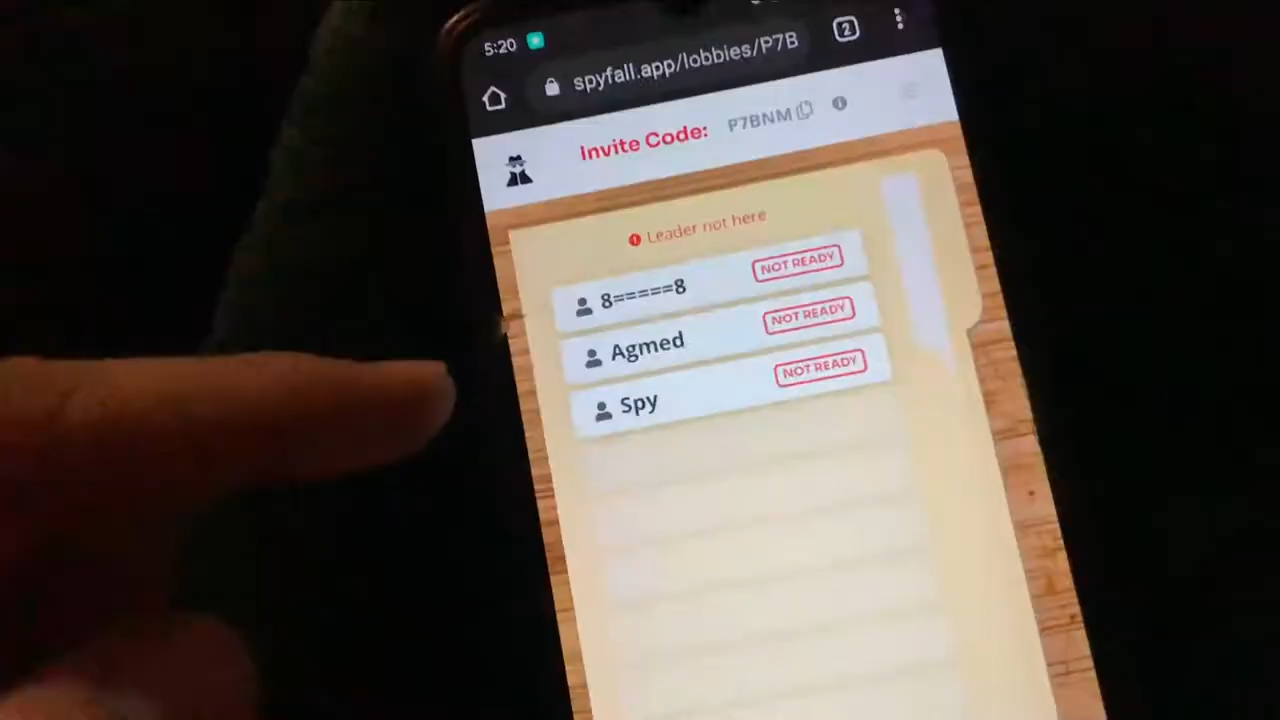 5:20
spyfall.app/lobbies/P7B
2
Invite Code: P7BNM
Leader not here
8=====8 NOT READY
Agmed NOT READY
Spy NOT READY